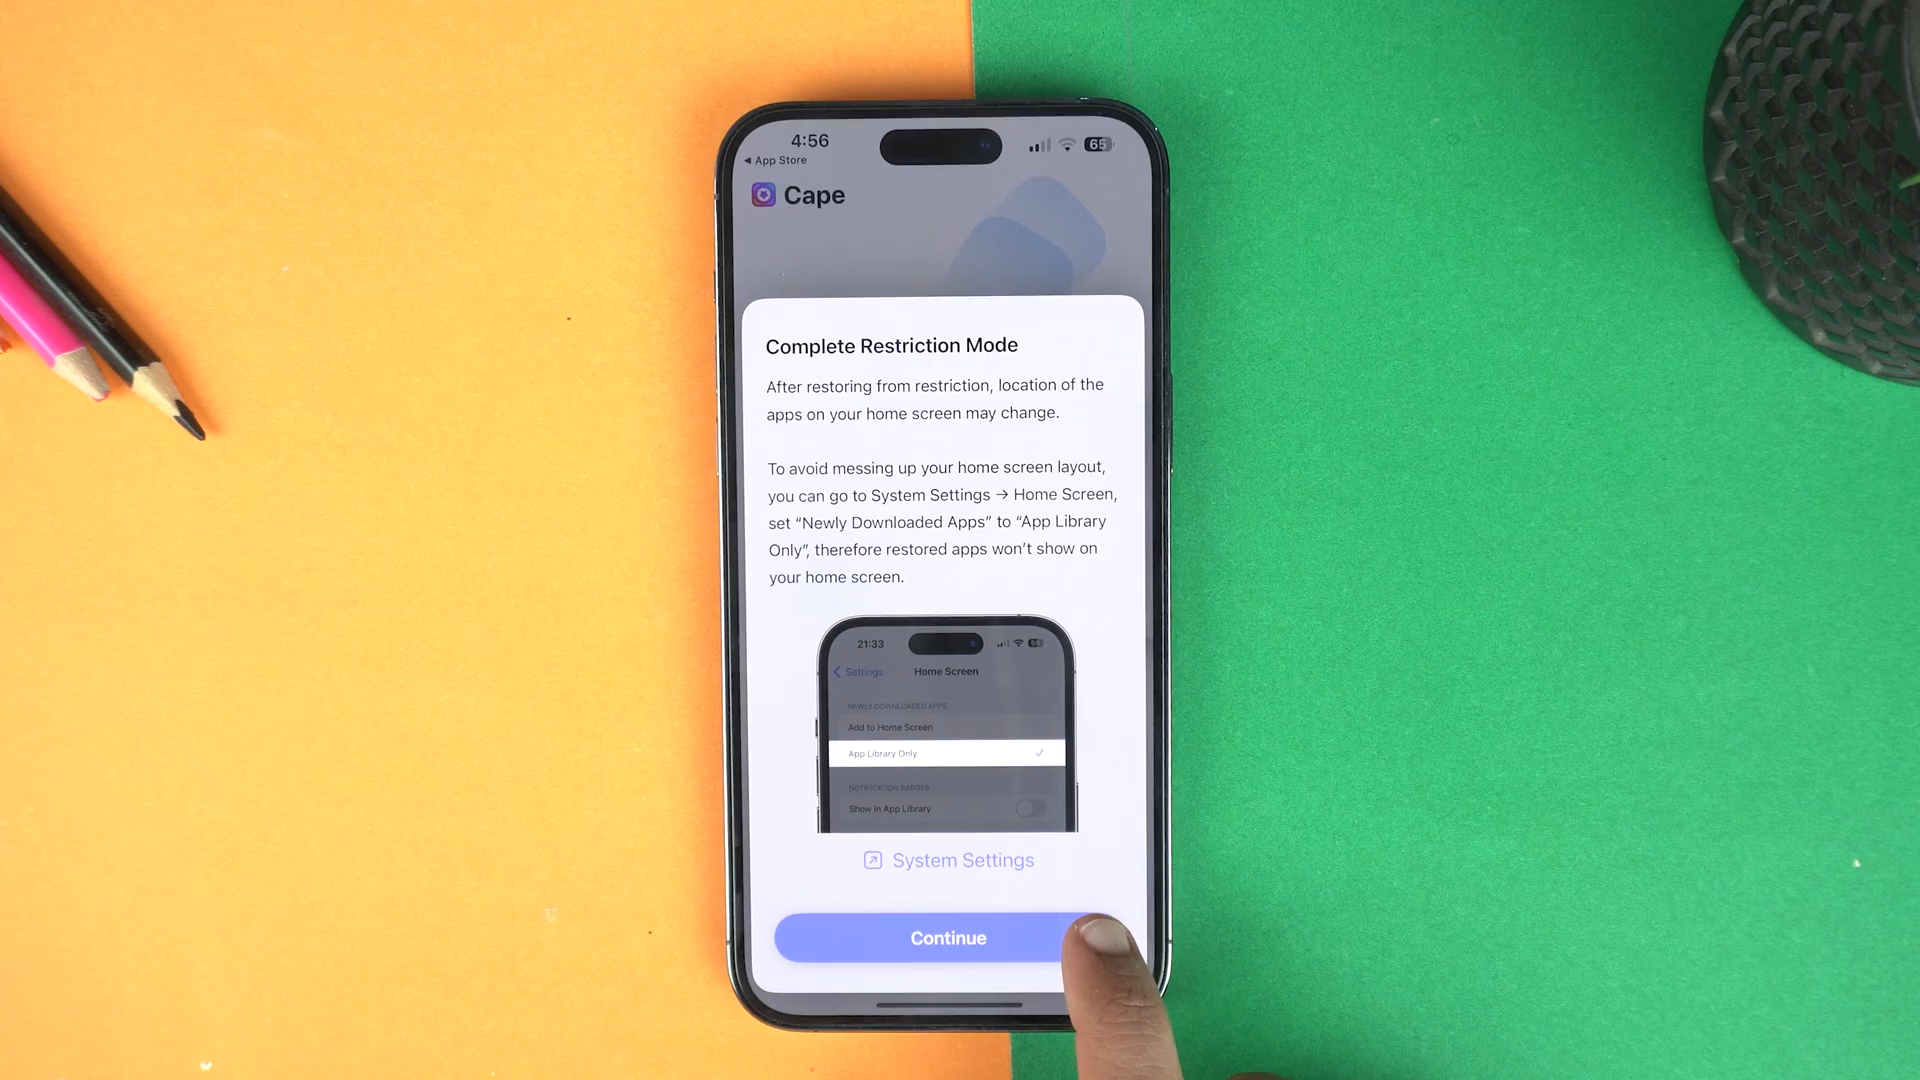 4:56
65
◀ App Store
Cape
Complete Restriction Mode
After restoring from restriction, location of the
apps on your home screen may change.
To avoid messing up your home screen layout,
you can go to System Settings → Home Screen,
set “Newly Downloaded Apps” to “App Library
Only”, therefore restored apps won’t show on
your home screen.
21:33
Settings
Home Screen
NEWLY DOWNLOADED APPS
Add to Home Screen
App Library Only
NOTIFICATION BADGES
Show in App Library
System Settings
Continue